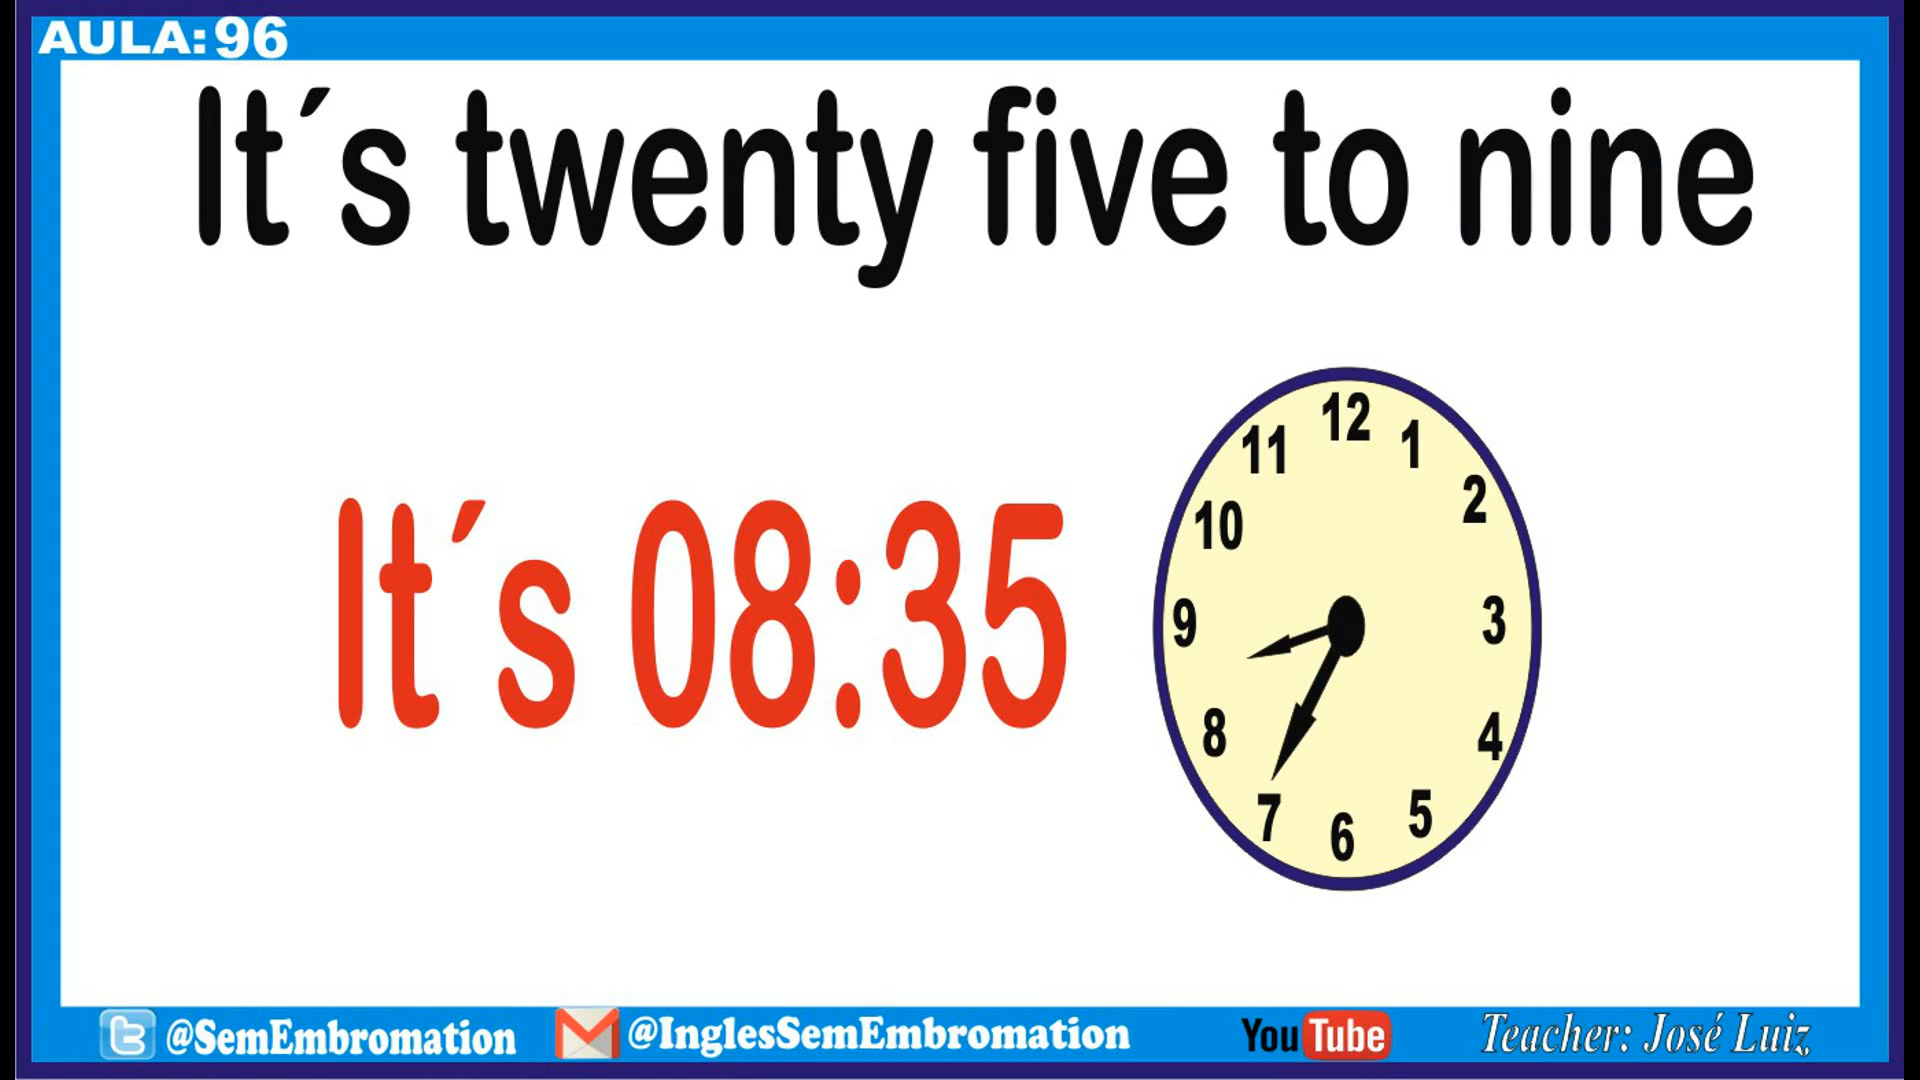 AULA:96
It´s twenty five to nine
It´s 08:35
12
11 1
10 2
9 3
8 4
7 5
6
@SemEmbromation @InglesSemEmbromation YouTube Teacher: José Luiz